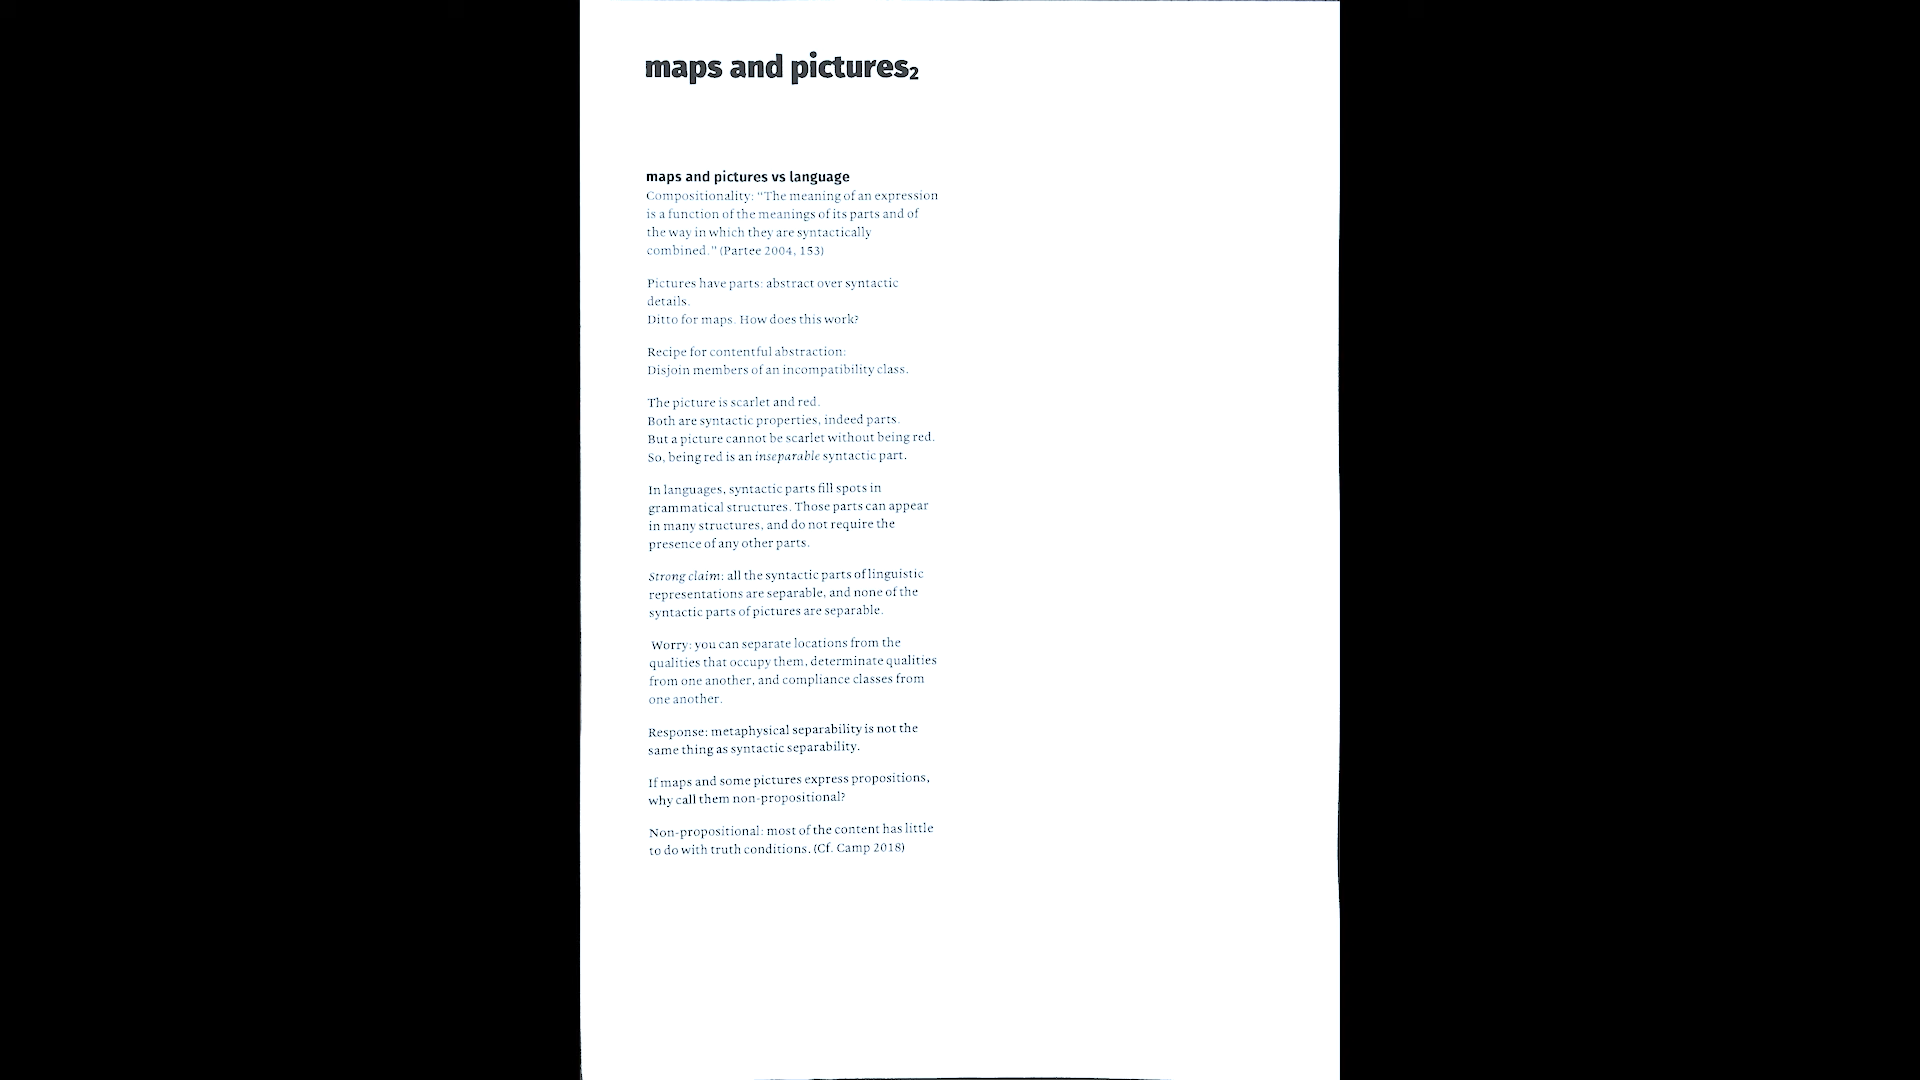 maps and pictures₂
maps and pictures vs language
Compositionality: “The meaning of an expression
is a function of the meanings of its parts and of
the way in which they are syntactically
combined.” (Partee 2004, 153)
Pictures have parts: abstract over syntactic
details.
Ditto for maps. How does this work?
Recipe for contentful abstraction:
Disjoin members of an incompatibility class.
The picture is scarlet and red.
Both are syntactic properties, indeed parts.
But a picture cannot be scarlet without being red.
So, being red is an inseparable syntactic part.
In languages, syntactic parts fill spots in
grammatical structures. Those parts can appear
in many structures, and do not require the
presence of any other parts.
Strong claim: all the syntactic parts of linguistic
representations are separable, and none of the
syntactic parts of pictures are separable.
Worry: you can separate locations from the
qualities that occupy them, determinate qualities
from one another, and compliance classes from
one another.
Response: metaphysical separability is not the
same thing as syntactic separability.
If maps and some pictures express propositions,
why call them non-propositional?
Non-propositional: most of the content has little
to do with truth conditions. (Cf. Camp 2018)